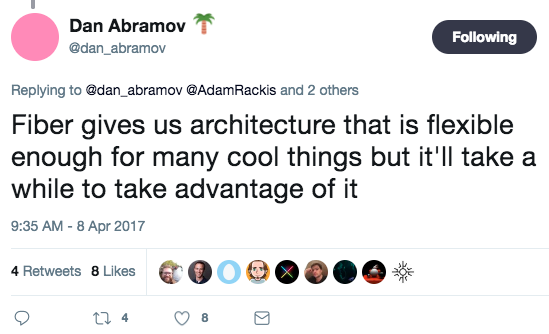 Dan Abramov 🌴
@dan_abramov
Following
Replying to @dan_abramov @AdamRackis and 2 others
Fiber gives us architecture that is flexible
enough for many cool things but it'll take a
while to take advantage of it
9:35 AM - 8 Apr 2017
4 Retweets 8 Likes
4 8